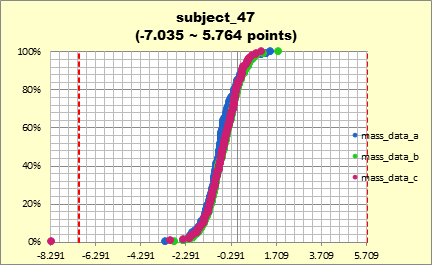 subject_47
(-7.035 ~ 5.764 points)
100%
80%
60%
40%
20%
0%
mass_data_a
mass_data_b
mass_data_c
-8.291 -6.291 -4.291 -2.291 -0.291 1.709 3.709 5.709